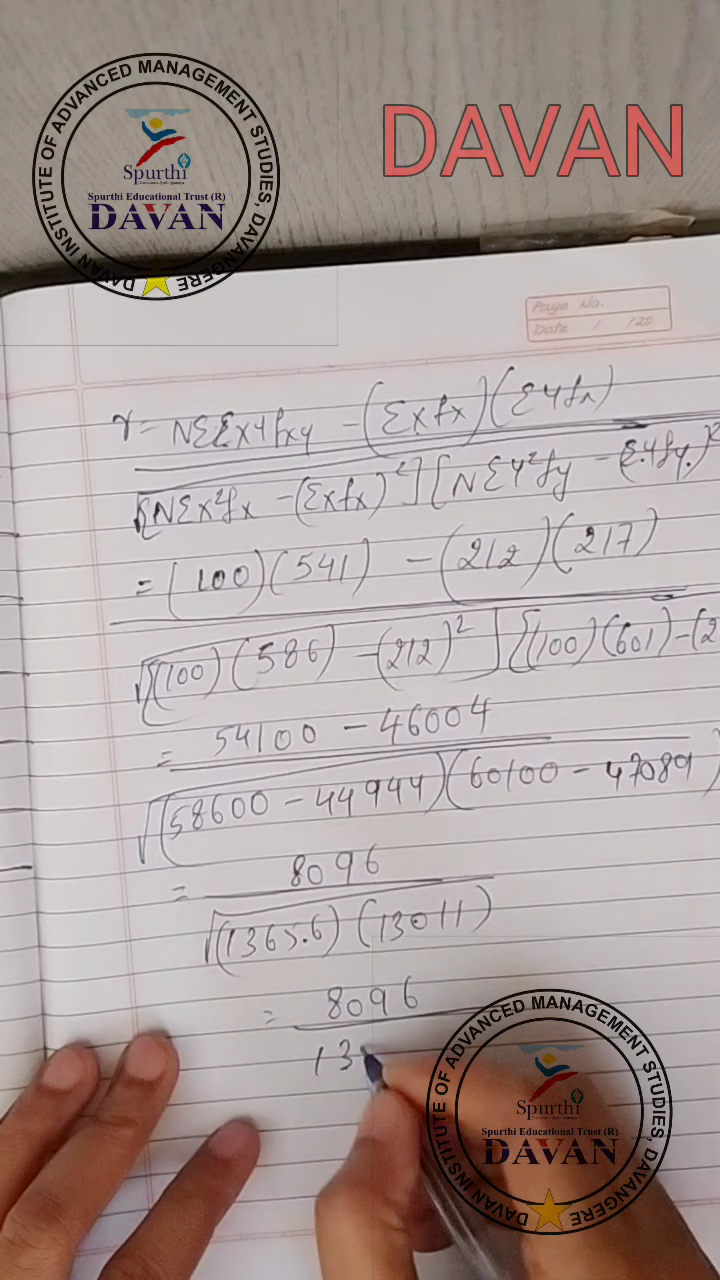 DAVAN
DAVAN INSTITUTE OF ADVANCED MANAGEMENT STUDIES, DAVANGERE
Spurthi
Spurthi Educational Trust (R)
DAVAN
Page No.
Date / /20
r = NΣΣxyfxy - (Σxfx)(Σyfx)
√[NΣx²fx - (Σxfx)²][NΣy²fy - (Σyfy)²
= (100)(541) - (212)(217)
√[(100)(586) - (212)²][(100)(601) - (2
= 54100 - 46004
√(58600 - 44944)(60100 - 47089)
= 8096
√(1365.6)(13011)
= 8096
13
DAVAN INSTITUTE OF ADVANCED MANAGEMENT STUDIES, DAVANGERE
Spurthi
Spurthi Educational Trust (R)
DAVAN